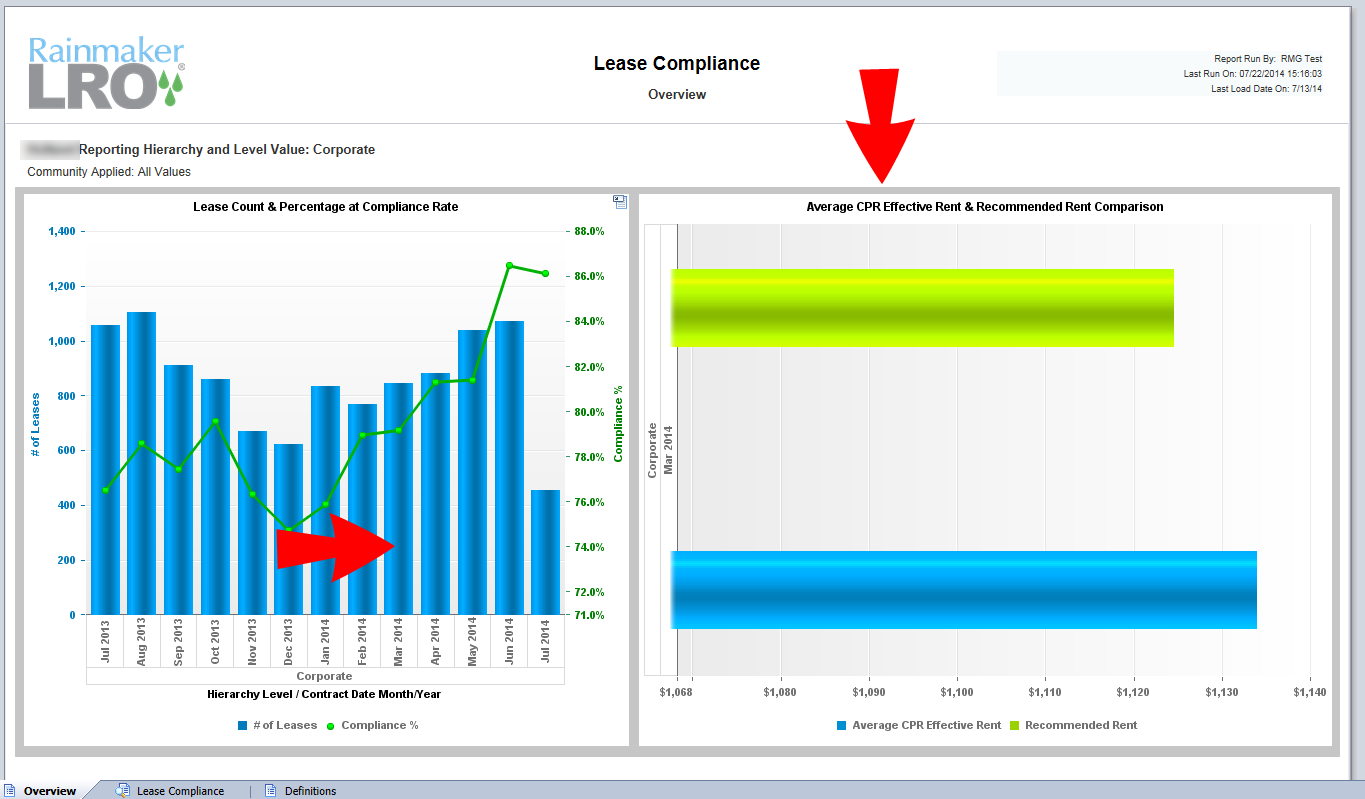 Rainmaker
LRO®
Lease Compliance
Overview
Report Run By: RMG Test
Last Run On: 07/22/2014 15:16:03
Last Load Date On: 7/13/14
Reporting Hierarchy and Level Value: Corporate
Community Applied: All Values
Lease Count & Percentage at Compliance Rate
1,400
1,200
1,000
800
600
400
200
0
# of Leases
88.0%
86.0%
84.0%
82.0%
80.0%
78.0%
76.0%
74.0%
72.0%
71.0%
Compliance %
Jul 2013
Aug 2013
Sep 2013
Oct 2013
Nov 2013
Dec 2013
Jan 2014
Feb 2014
Mar 2014
Apr 2014
May 2014
Jun 2014
Jul 2014
Corporate
Hierarchy Level / Contract Date Month/Year
# of Leases
Compliance %
Average CPR Effective Rent & Recommended Rent Comparison
Corporate
Mar 2014
$1,068
$1,080
$1,090
$1,100
$1,110
$1,120
$1,130
$1,140
Average CPR Effective Rent
Recommended Rent
Overview
Lease Compliance
Definitions